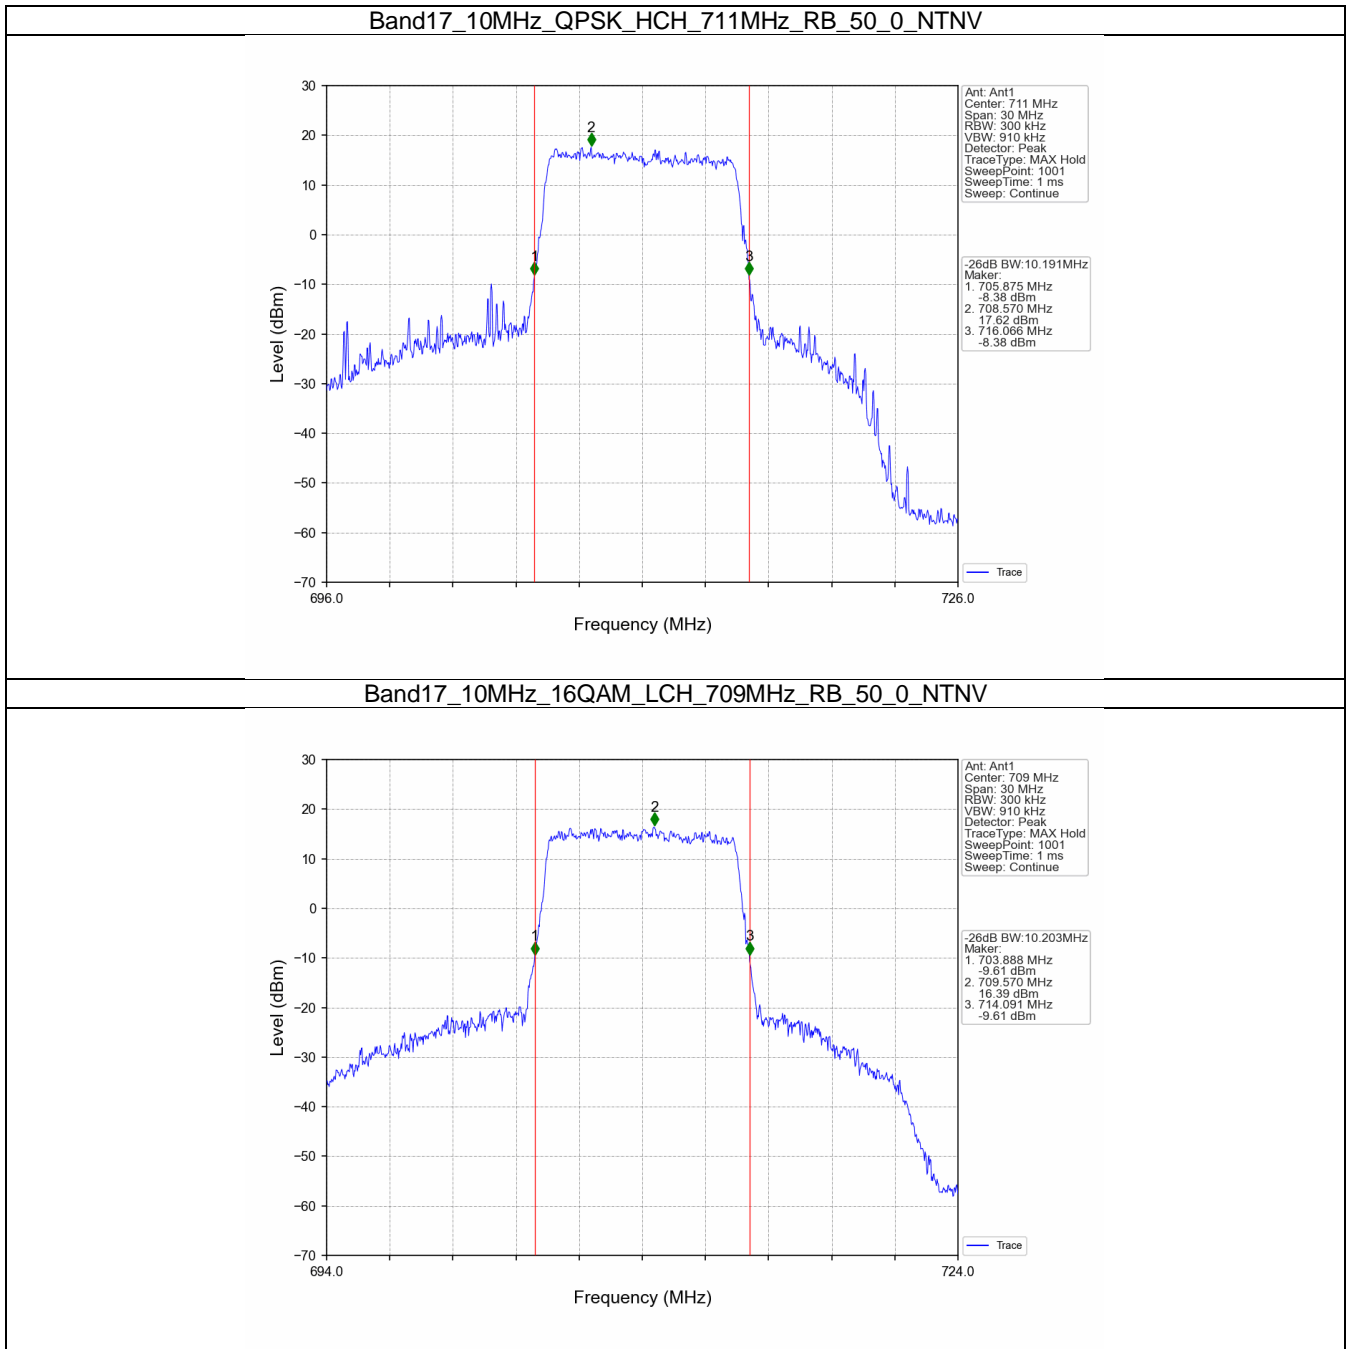 Band17_10MHz_QPSK_HCH_711MHz_RB_50_0_NTNV
30
20
10
0
−10
−20
−30
−40
−50
−60
−70
Level (dBm)
696.0
726.0
Frequency (MHz)
1
2
3
Ant: Ant1
Center: 711 MHz
Span: 30 MHz
RBW: 300 kHz
VBW: 910 kHz
Detector: Peak
TraceType: MAX Hold
SweepPoint: 1001
SweepTime: 1 ms
Sweep: Continue
-26dB BW:10.191MHz
Maker:
1. 705.875 MHz
-8.38 dBm
2. 708.570 MHz
17.62 dBm
3. 716.066 MHz
-8.38 dBm
Trace
Band17_10MHz_16QAM_LCH_709MHz_RB_50_0_NTNV
30
20
10
0
−10
−20
−30
−40
−50
−60
−70
Level (dBm)
694.0
724.0
Frequency (MHz)
1
2
3
Ant: Ant1
Center: 709 MHz
Span: 30 MHz
RBW: 300 kHz
VBW: 910 kHz
Detector: Peak
TraceType: MAX Hold
SweepPoint: 1001
SweepTime: 1 ms
Sweep: Continue
-26dB BW:10.203MHz
Maker:
1. 703.888 MHz
-9.61 dBm
2. 709.570 MHz
16.39 dBm
3. 714.091 MHz
-9.61 dBm
Trace